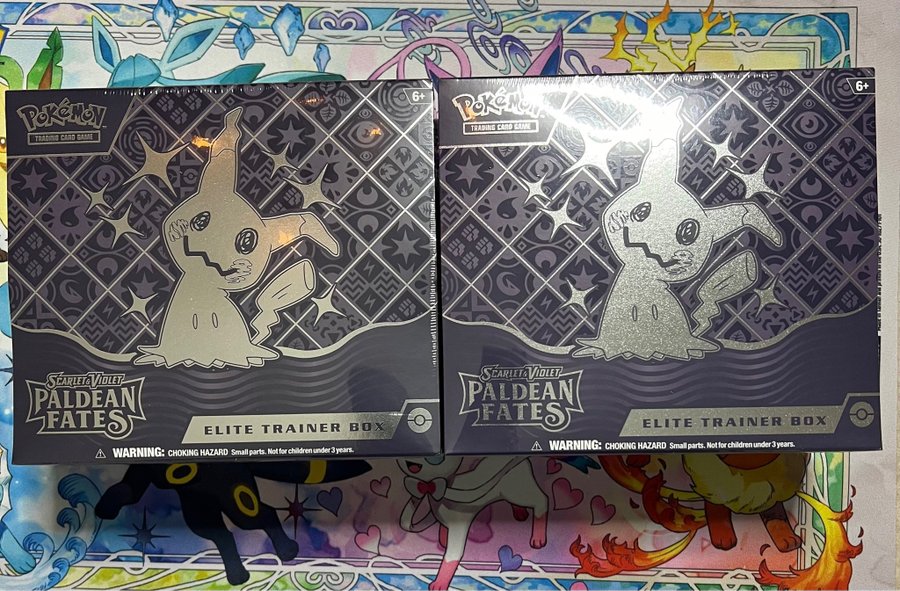 POKéMON
TRADING CARD GAME
6+
SCARLET & VIOLET
PALDEAN
FATES
ELITE TRAINER BOX
WARNING: CHOKING HAZARD Small parts. Not for children under 3 years.
POKéMON
TRADING CARD GAME
6+
SCARLET & VIOLET
PALDEAN
FATES
ELITE TRAINER BOX
WARNING: CHOKING HAZARD Small parts. Not for children under 3 years.